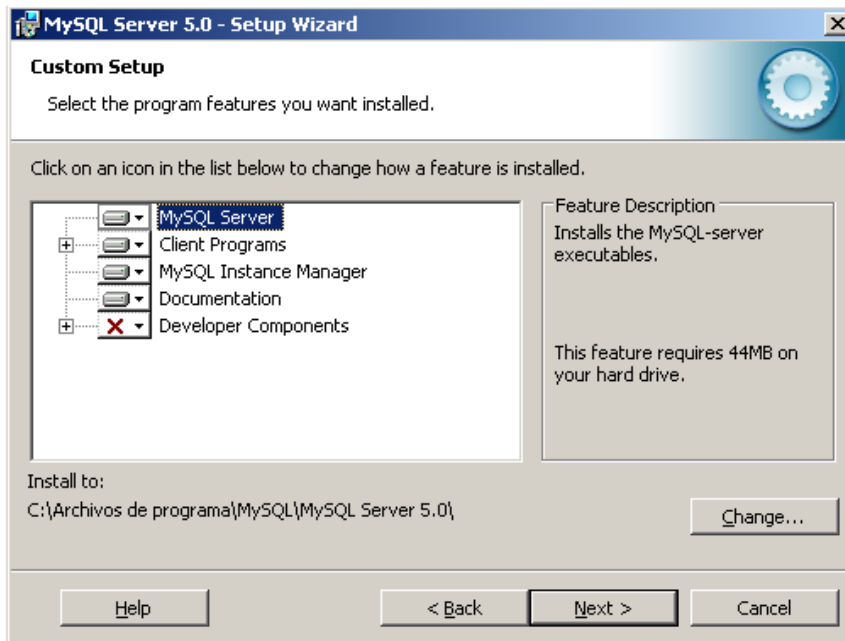 MySQL Server 5.0 - Setup Wizard
Custom Setup
Select the program features you want installed.
Click on an icon in the list below to change how a feature is installed.
MySQL Server
Client Programs
MySQL Instance Manager
Documentation
Developer Components
Feature Description
Installs the MySQL-server
executables.
This feature requires 44MB on
your hard drive.
Install to:
C:\Archivos de programa\MySQL\MySQL Server 5.0\
Change...
Help
< Back
Next >
Cancel